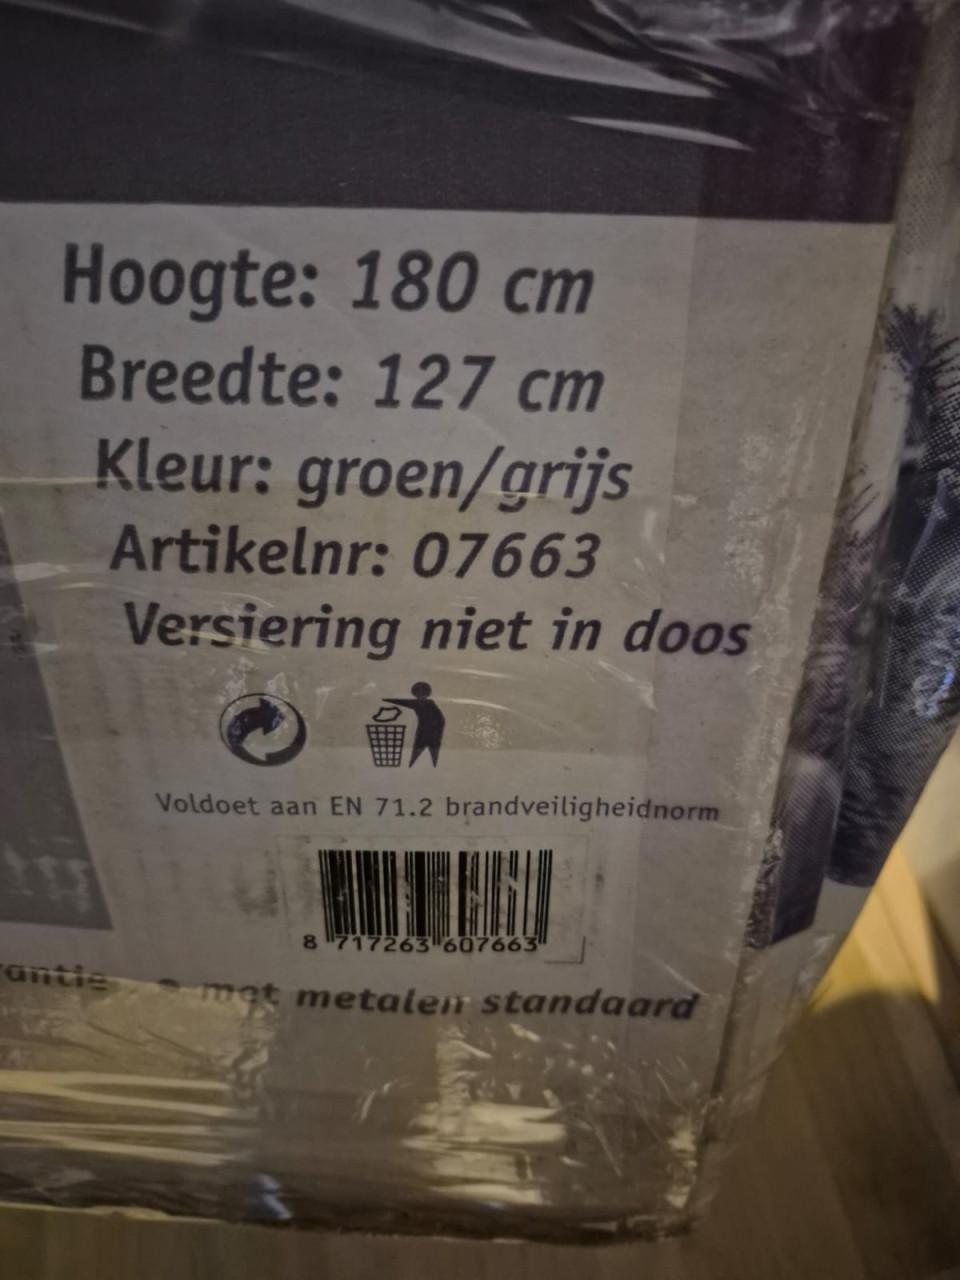 Hoogte: 180 cm
Breedte: 127 cm
Kleur: groen/grijs
Artikelnr: 07663
Versiering niet in doos
Voldoet aan EN 71.2 brandveiligheidnorm
8 717263 607663
met metalen standaard